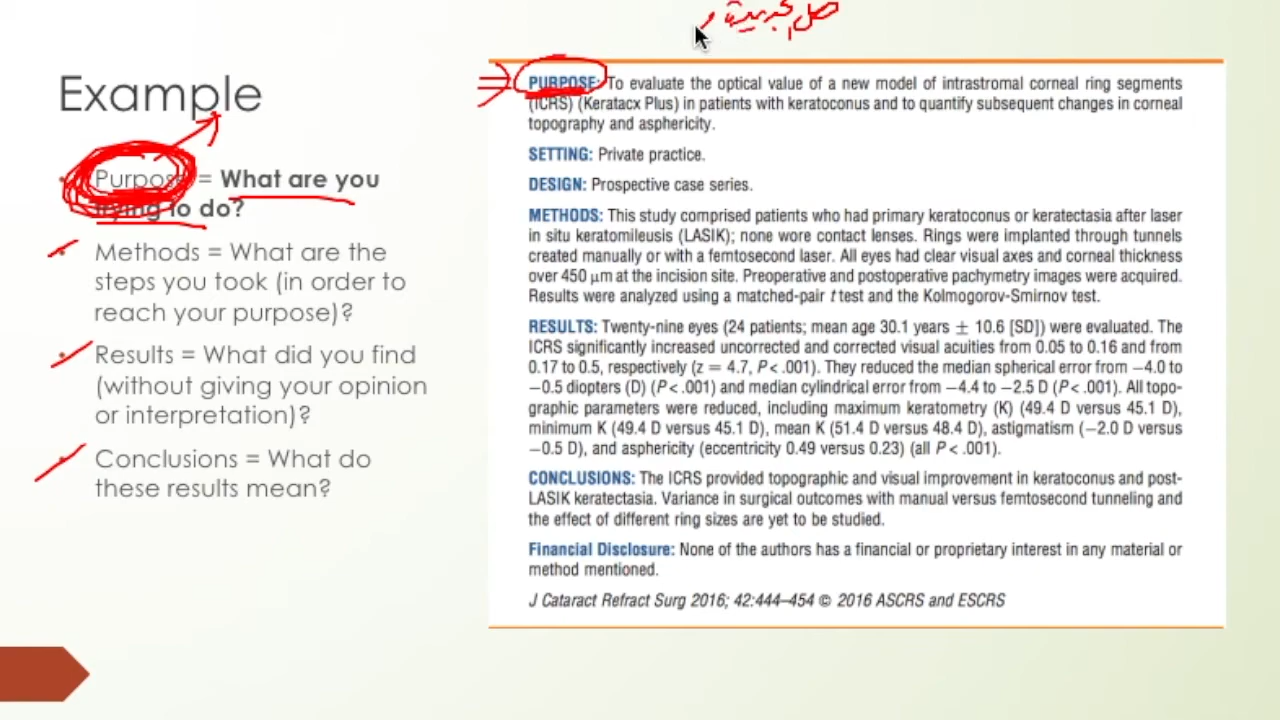 Example
• Purpose = What are you
trying to do?
• Methods = What are the
steps you took (in order to
reach your purpose)?
• Results = What did you find
(without giving your opinion
or interpretation)?
• Conclusions = What do
these results mean?
PURPOSE: To evaluate the optical value of a new model of intrastromal corneal ring segments
(ICRS) (Keratacx Plus) in patients with keratoconus and to quantify subsequent changes in corneal
topography and asphericity.
SETTING: Private practice.
DESIGN: Prospective case series.
METHODS: This study comprised patients who had primary keratoconus or keratectasia after laser
in situ keratomileusis (LASIK); none wore contact lenses. Rings were implanted through tunnels
created manually or with a femtosecond laser. All eyes had clear visual axes and corneal thickness
over 450 μm at the incision site. Preoperative and postoperative pachymetry images were acquired.
Results were analyzed using a matched-pair t test and the Kolmogorov-Smirnov test.
RESULTS: Twenty-nine eyes (24 patients; mean age 30.1 years ± 10.6 [SD]) were evaluated. The
ICRS significantly increased uncorrected and corrected visual acuities from 0.05 to 0.16 and from
0.17 to 0.5, respectively (z = 4.7, P < .001). They reduced the median spherical error from −4.0 to
−0.5 diopters (D) (P < .001) and median cylindrical error from −4.4 to −2.5 D (P < .001). All topo-
graphic parameters were reduced, including maximum keratometry (K) (49.4 D versus 45.1 D),
minimum K (49.4 D versus 45.1 D), mean K (51.4 D versus 48.4 D), astigmatism (−2.0 D versus
−0.5 D), and asphericity (eccentricity 0.49 versus 0.23) (all P < .001).
CONCLUSIONS: The ICRS provided topographic and visual improvement in keratoconus and post-
LASIK keratectasia. Variance in surgical outcomes with manual versus femtosecond tunneling and
the effect of different ring sizes are yet to be studied.
Financial Disclosure: None of the authors has a financial or proprietary interest in any material or
method mentioned.
J Cataract Refract Surg 2016; 42:444–454 © 2016 ASCRS and ESCRS